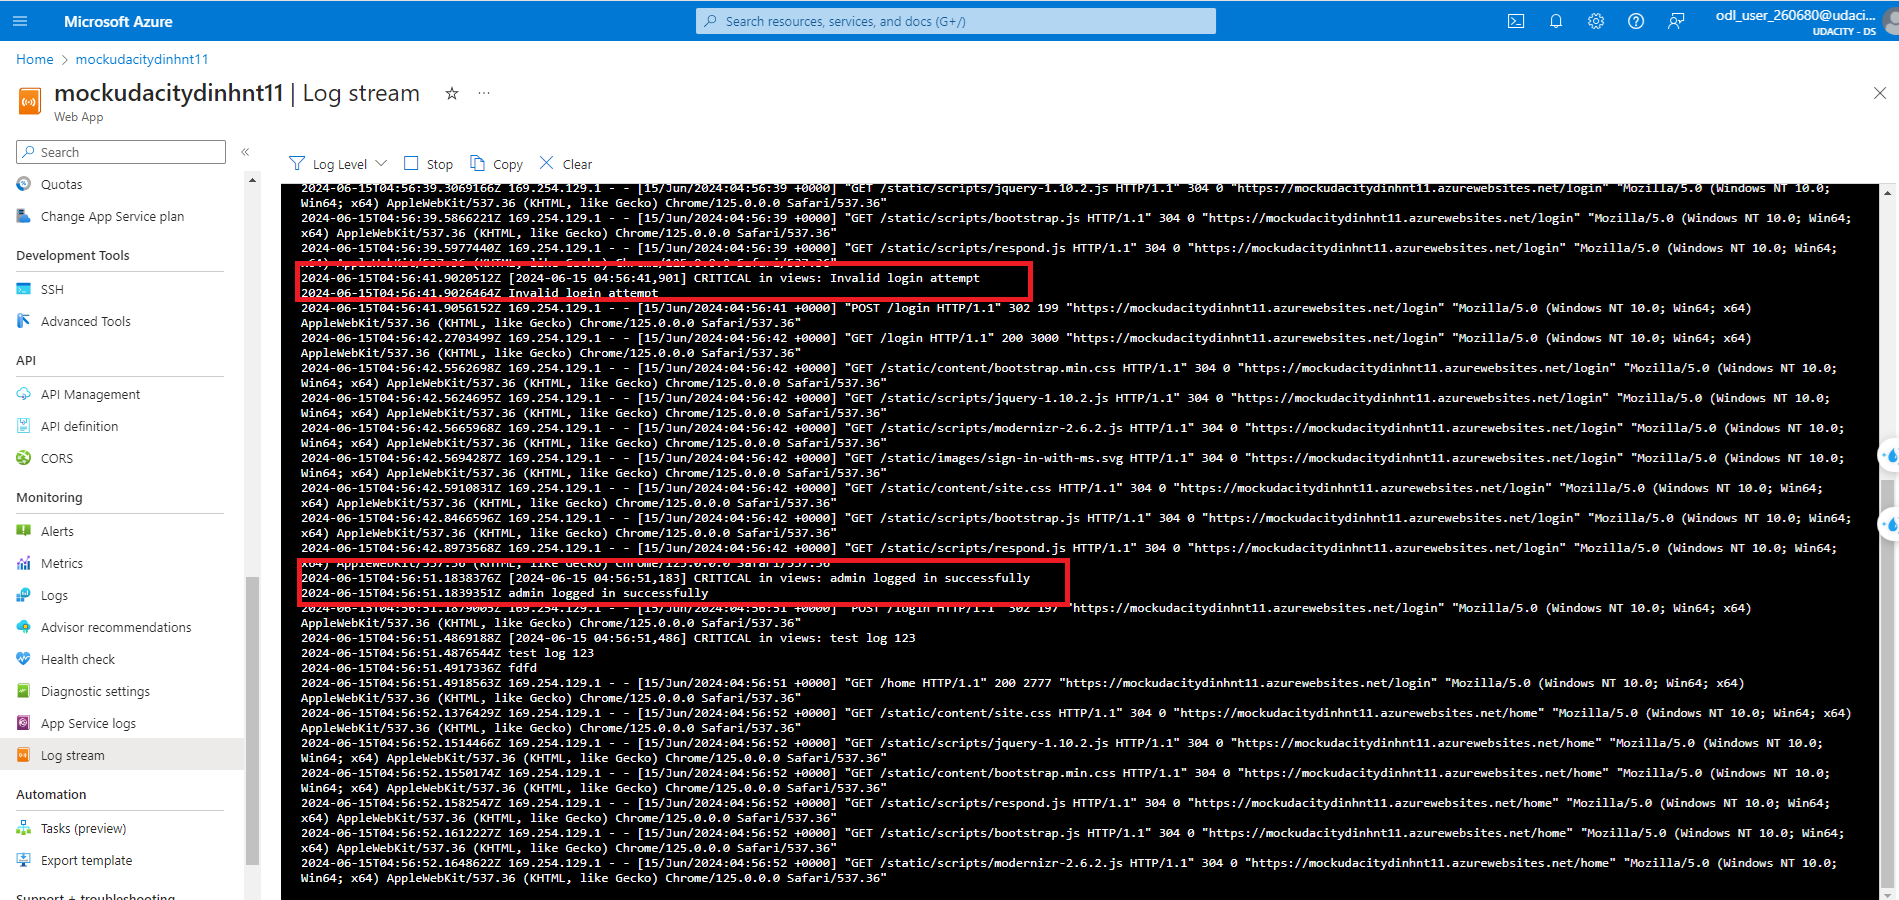 Microsoft Azure
Search resources, services, and docs (G+/)
odl_user_260680@udaci...
UDACITY - DS
Home > mockudacitydinhnt11
mockudacitydinhnt11 | Log stream
Web App
Search
Quotas
Change App Service plan
Development Tools
SSH
Advanced Tools
API
API Management
API definition
CORS
Monitoring
Alerts
Metrics
Logs
Advisor recommendations
Health check
Diagnostic settings
App Service logs
Log stream
Automation
Tasks (preview)
Export template
Support + troubleshooting
Log Level
Stop
Copy
Clear
2024-06-15T04:56:39.3069166Z 169.254.129.1 - - [15/Jun/2024:04:56:39 +0000] "GET /static/scripts/jquery-1.10.2.js HTTP/1.1" 304 0 "https://mockudacitydinhnt11.azurewebsites.net/login" "Mozilla/5.0 (Windows NT 10.0;
Win64; x64) AppleWebKit/537.36 (KHTML, like Gecko) Chrome/125.0.0.0 Safari/537.36"
2024-06-15T04:56:39.5866221Z 169.254.129.1 - - [15/Jun/2024:04:56:39 +0000] "GET /static/scripts/bootstrap.js HTTP/1.1" 304 0 "https://mockudacitydinhnt11.azurewebsites.net/login" "Mozilla/5.0 (Windows NT 10.0; Win64;
x64) AppleWebKit/537.36 (KHTML, like Gecko) Chrome/125.0.0.0 Safari/537.36"
2024-06-15T04:56:39.5977440Z 169.254.129.1 - - [15/Jun/2024:04:56:39 +0000] "GET /static/scripts/respond.js HTTP/1.1" 304 0 "https://mockudacitydinhnt11.azurewebsites.net/login" "Mozilla/5.0 (Windows NT 10.0; Win64;
x64) AppleWebKit/537.36 (KHTML, like Gecko) Chrome/125.0.0.0 Safari/537.36"
2024-06-15T04:56:41.9020512Z [2024-06-15 04:56:41,901] CRITICAL in views: Invalid login attempt
2024-06-15T04:56:41.9026464Z Invalid login attempt
2024-06-15T04:56:41.9056152Z 169.254.129.1 - - [15/Jun/2024:04:56:41 +0000] "POST /login HTTP/1.1" 302 199 "https://mockudacitydinhnt11.azurewebsites.net/login" "Mozilla/5.0 (Windows NT 10.0; Win64; x64)
AppleWebKit/537.36 (KHTML, like Gecko) Chrome/125.0.0.0 Safari/537.36"
2024-06-15T04:56:42.2703499Z 169.254.129.1 - - [15/Jun/2024:04:56:42 +0000] "GET /login HTTP/1.1" 200 3000 "https://mockudacitydinhnt11.azurewebsites.net/login" "Mozilla/5.0 (Windows NT 10.0; Win64; x64)
AppleWebKit/537.36 (KHTML, like Gecko) Chrome/125.0.0.0 Safari/537.36"
2024-06-15T04:56:42.5562698Z 169.254.129.1 - - [15/Jun/2024:04:56:42 +0000] "GET /static/content/bootstrap.min.css HTTP/1.1" 304 0 "https://mockudacitydinhnt11.azurewebsites.net/login" "Mozilla/5.0 (Windows NT 10.0;
Win64; x64) AppleWebKit/537.36 (KHTML, like Gecko) Chrome/125.0.0.0 Safari/537.36"
2024-06-15T04:56:42.5624695Z 169.254.129.1 - - [15/Jun/2024:04:56:42 +0000] "GET /static/scripts/jquery-1.10.2.js HTTP/1.1" 304 0 "https://mockudacitydinhnt11.azurewebsites.net/login" "Mozilla/5.0 (Windows NT 10.0;
Win64; x64) AppleWebKit/537.36 (KHTML, like Gecko) Chrome/125.0.0.0 Safari/537.36"
2024-06-15T04:56:42.5665968Z 169.254.129.1 - - [15/Jun/2024:04:56:42 +0000] "GET /static/scripts/modernizr-2.6.2.js HTTP/1.1" 304 0 "https://mockudacitydinhnt11.azurewebsites.net/login" "Mozilla/5.0 (Windows NT 10.0;
Win64; x64) AppleWebKit/537.36 (KHTML, like Gecko) Chrome/125.0.0.0 Safari/537.36"
2024-06-15T04:56:42.5694287Z 169.254.129.1 - - [15/Jun/2024:04:56:42 +0000] "GET /static/images/sign-in-with-ms.svg HTTP/1.1" 304 0 "https://mockudacitydinhnt11.azurewebsites.net/login" "Mozilla/5.0 (Windows NT 10.0;
Win64; x64) AppleWebKit/537.36 (KHTML, like Gecko) Chrome/125.0.0.0 Safari/537.36"
2024-06-15T04:56:42.5910831Z 169.254.129.1 - - [15/Jun/2024:04:56:42 +0000] "GET /static/content/site.css HTTP/1.1" 304 0 "https://mockudacitydinhnt11.azurewebsites.net/login" "Mozilla/5.0 (Windows NT 10.0; Win64;
x64) AppleWebKit/537.36 (KHTML, like Gecko) Chrome/125.0.0.0 Safari/537.36"
2024-06-15T04:56:42.8466596Z 169.254.129.1 - - [15/Jun/2024:04:56:42 +0000] "GET /static/scripts/bootstrap.js HTTP/1.1" 304 0 "https://mockudacitydinhnt11.azurewebsites.net/login" "Mozilla/5.0 (Windows NT 10.0; Win64;
x64) AppleWebKit/537.36 (KHTML, like Gecko) Chrome/125.0.0.0 Safari/537.36"
2024-06-15T04:56:42.8973568Z 169.254.129.1 - - [15/Jun/2024:04:56:42 +0000] "GET /static/scripts/respond.js HTTP/1.1" 304 0 "https://mockudacitydinhnt11.azurewebsites.net/login" "Mozilla/5.0 (Windows NT 10.0; Win64;
x64) AppleWebKit/537.36 (KHTML, like Gecko) Chrome/125.0.0.0 Safari/537.36"
2024-06-15T04:56:51.1838376Z [2024-06-15 04:56:51,183] CRITICAL in views: admin logged in successfully
2024-06-15T04:56:51.1839351Z admin logged in successfully
2024-06-15T04:56:51.1879005Z 169.254.129.1 - - [15/Jun/2024:04:56:51 +0000] "POST /login HTTP/1.1" 302 197 "https://mockudacitydinhnt11.azurewebsites.net/login" "Mozilla/5.0 (Windows NT 10.0; Win64; x64)
AppleWebKit/537.36 (KHTML, like Gecko) Chrome/125.0.0.0 Safari/537.36"
2024-06-15T04:56:51.4869188Z [2024-06-15 04:56:51,486] CRITICAL in views: test log 123
2024-06-15T04:56:51.4876544Z test log 123
2024-06-15T04:56:51.4917336Z fdfd
2024-06-15T04:56:51.4918563Z 169.254.129.1 - - [15/Jun/2024:04:56:51 +0000] "GET /home HTTP/1.1" 200 2777 "https://mockudacitydinhnt11.azurewebsites.net/login" "Mozilla/5.0 (Windows NT 10.0; Win64; x64)
AppleWebKit/537.36 (KHTML, like Gecko) Chrome/125.0.0.0 Safari/537.36"
2024-06-15T04:56:52.1376429Z 169.254.129.1 - - [15/Jun/2024:04:56:52 +0000] "GET /static/content/site.css HTTP/1.1" 304 0 "https://mockudacitydinhnt11.azurewebsites.net/home" "Mozilla/5.0 (Windows NT 10.0; Win64; x64)
AppleWebKit/537.36 (KHTML, like Gecko) Chrome/125.0.0.0 Safari/537.36"
2024-06-15T04:56:52.1514466Z 169.254.129.1 - - [15/Jun/2024:04:56:52 +0000] "GET /static/scripts/jquery-1.10.2.js HTTP/1.1" 304 0 "https://mockudacitydinhnt11.azurewebsites.net/home" "Mozilla/5.0 (Windows NT 10.0;
Win64; x64) AppleWebKit/537.36 (KHTML, like Gecko) Chrome/125.0.0.0 Safari/537.36"
2024-06-15T04:56:52.1550174Z 169.254.129.1 - - [15/Jun/2024:04:56:52 +0000] "GET /static/content/bootstrap.min.css HTTP/1.1" 304 0 "https://mockudacitydinhnt11.azurewebsites.net/home" "Mozilla/5.0 (Windows NT 10.0;
Win64; x64) AppleWebKit/537.36 (KHTML, like Gecko) Chrome/125.0.0.0 Safari/537.36"
2024-06-15T04:56:52.1582547Z 169.254.129.1 - - [15/Jun/2024:04:56:52 +0000] "GET /static/scripts/respond.js HTTP/1.1" 304 0 "https://mockudacitydinhnt11.azurewebsites.net/home" "Mozilla/5.0 (Windows NT 10.0; Win64;
x64) AppleWebKit/537.36 (KHTML, like Gecko) Chrome/125.0.0.0 Safari/537.36"
2024-06-15T04:56:52.1612227Z 169.254.129.1 - - [15/Jun/2024:04:56:52 +0000] "GET /static/scripts/bootstrap.js HTTP/1.1" 304 0 "https://mockudacitydinhnt11.azurewebsites.net/home" "Mozilla/5.0 (Windows NT 10.0; Win64;
x64) AppleWebKit/537.36 (KHTML, like Gecko) Chrome/125.0.0.0 Safari/537.36"
2024-06-15T04:56:52.1648622Z 169.254.129.1 - - [15/Jun/2024:04:56:52 +0000] "GET /static/scripts/modernizr-2.6.2.js HTTP/1.1" 304 0 "https://mockudacitydinhnt11.azurewebsites.net/home" "Mozilla/5.0 (Windows NT 10.0;
Win64; x64) AppleWebKit/537.36 (KHTML, like Gecko) Chrome/125.0.0.0 Safari/537.36"